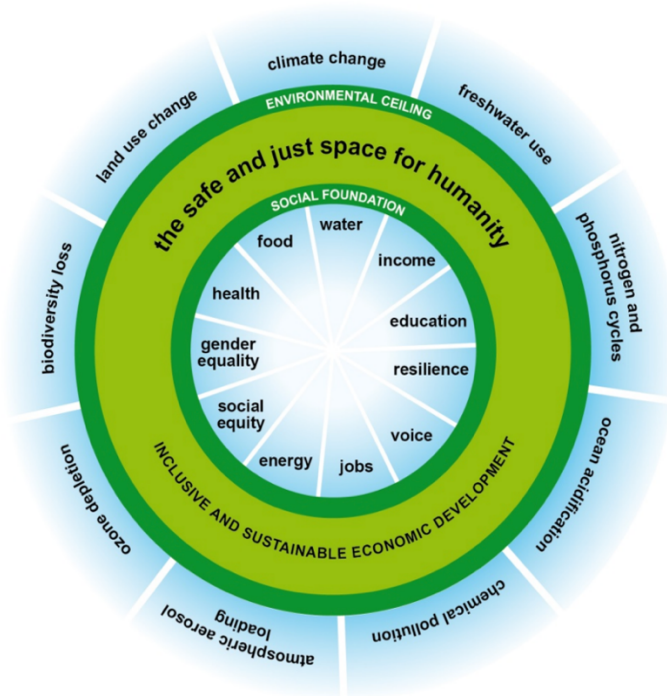 climate change
freshwater use
nitrogen and
phosphorus cycles
ocean acidification
chemical pollution
atmospheric aerosol
loading
ozone depletion
biodiversity loss
land use change
ENVIRONMENTAL CEILING
the safe and just space for humanity
SOCIAL FOUNDATION
water
income
education
resilience
voice
jobs
energy
social
equity
gender
equality
health
food
INCLUSIVE AND SUSTAINABLE ECONOMIC DEVELOPMENT